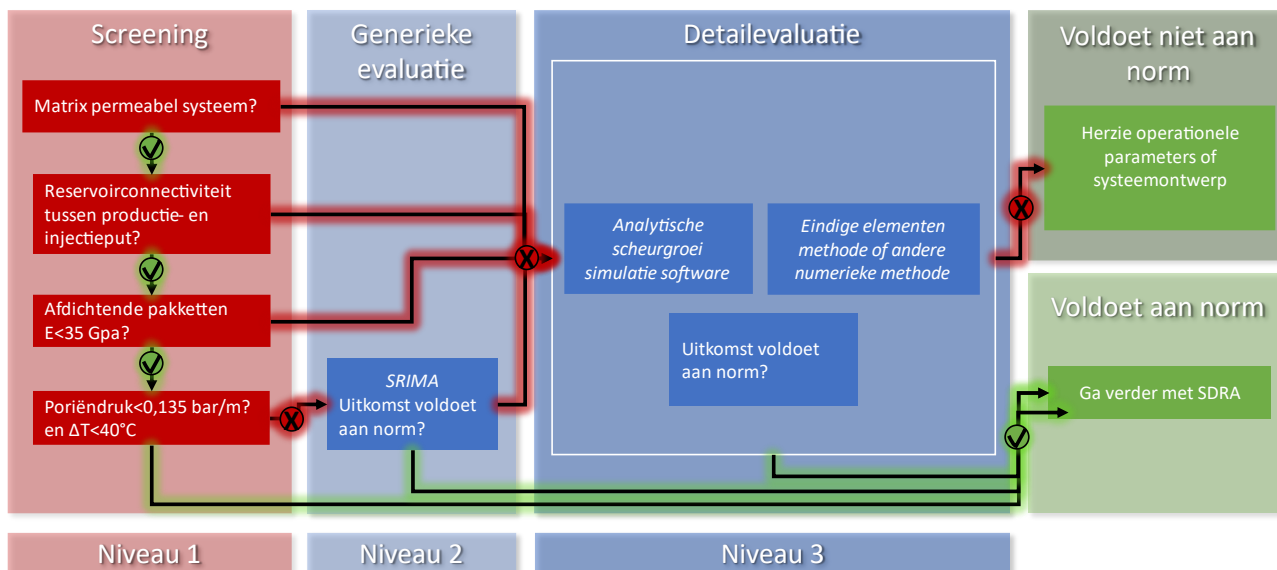 Screening
Matrix permeabel systeem?
Reservoirconnectiviteit
tussen productie- en
injectieput?
Afdichtende pakketten
E<35 Gpa?
Poriëndruk<0,135 bar/m?
en ΔT<40°C
Niveau 1
Generieke
evaluatie
SRIMA
Uitkomst voldoet
aan norm?
Niveau 2
Detailevaluatie
Analytische
scheurgroei
simulatie software
Eindige elementen
methode of andere
numerieke methode
Uitkomst voldoet
aan norm?
Niveau 3
X
X
X
Voldoet niet aan
norm
Herzie operationele
parameters of
systeemontwerp
Voldoet aan norm
Ga verder met SDRA